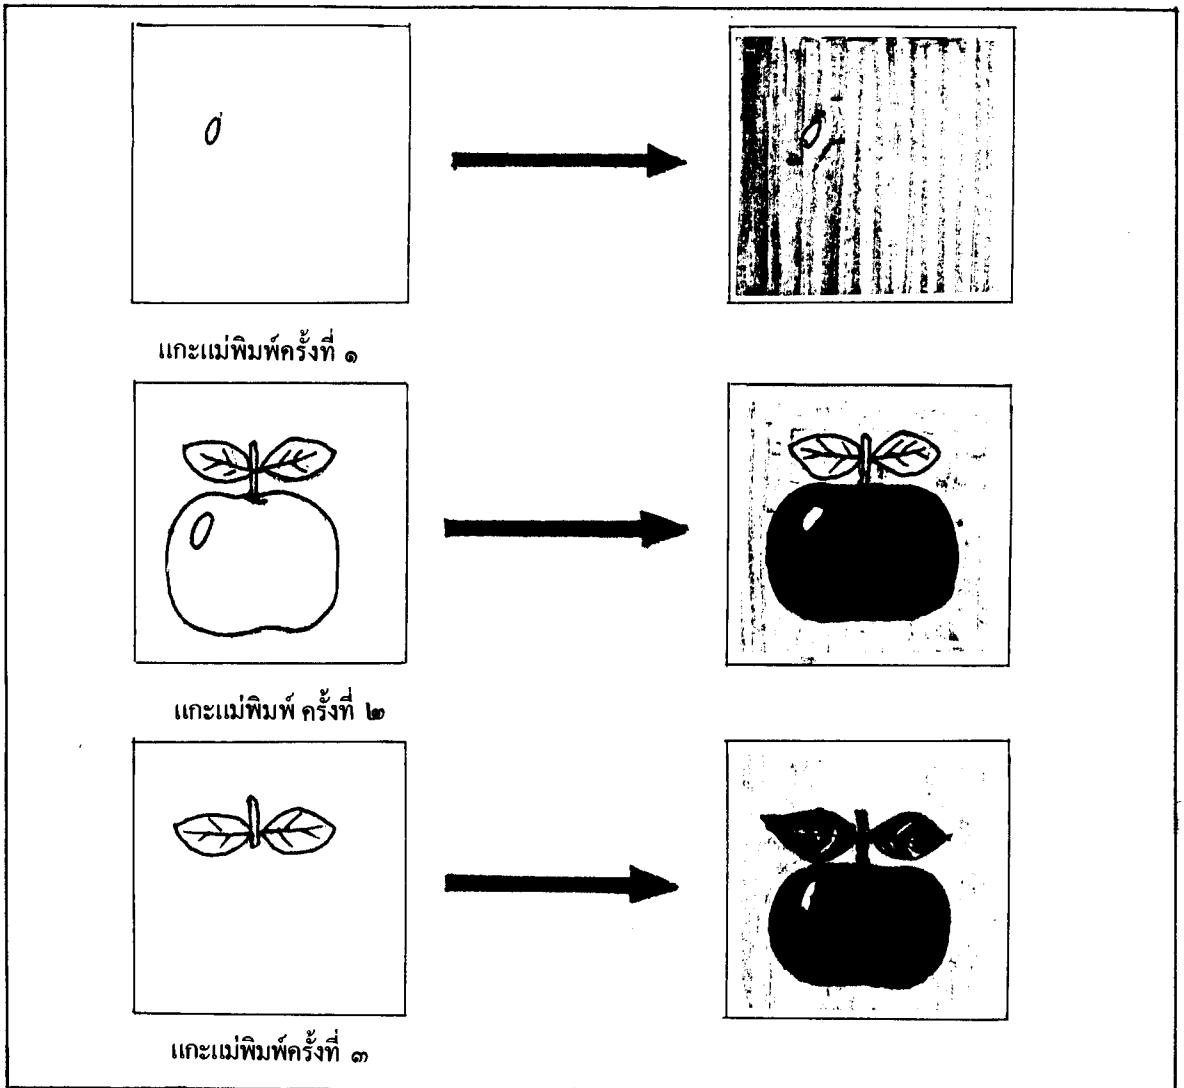 แกะแม่พิมพ์ครั้งที่ ๑
แกะแม่พิมพ์ ครั้งที่ ๒
แกะแม่พิมพ์ครั้งที่ ๓